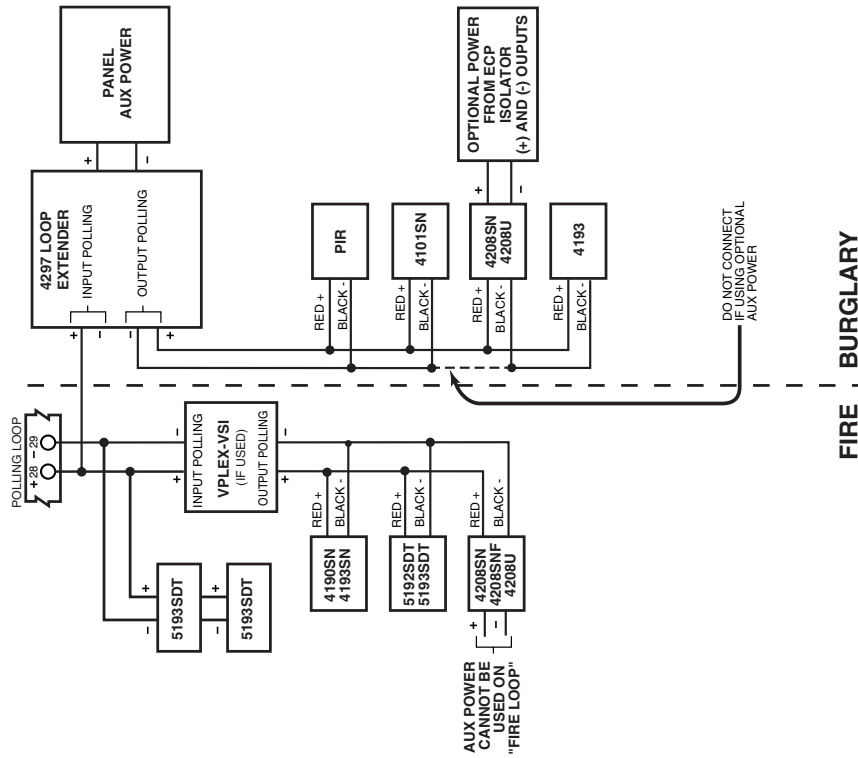 POLLING LOOP
+ 28
– 29
4297 LOOP
EXTENDER
INPUT POLLING
OUTPUT POLLING
+
–
–
+
+
–
PANEL
AUX POWER
PIR
RED +
BLACK -
4101SN
RED +
BLACK -
4208SN
4208U
RED +
BLACK -
+
–
OPTIONAL POWER
FROM ECP
ISOLATOR
(+) AND (-) OUPUTS
4193
RED +
BLACK -
DO NOT CONNECT
IF USING OPTIONAL
AUX POWER
BURGLARY
FIRE
INPUT POLLING
VPLEX-VSI
(IF USED)
OUTPUT POLLING
–
+
–
+
5193SDT
–
+
–
+
5193SDT
4190SN
4193SN
RED +
BLACK -
5192SDT
5193SDT
RED +
BLACK -
4208SN
4208SNF
4208U
RED +
BLACK -
+
–
AUX POWER
CANNOT BE
USED ON
"FIRE LOOP"